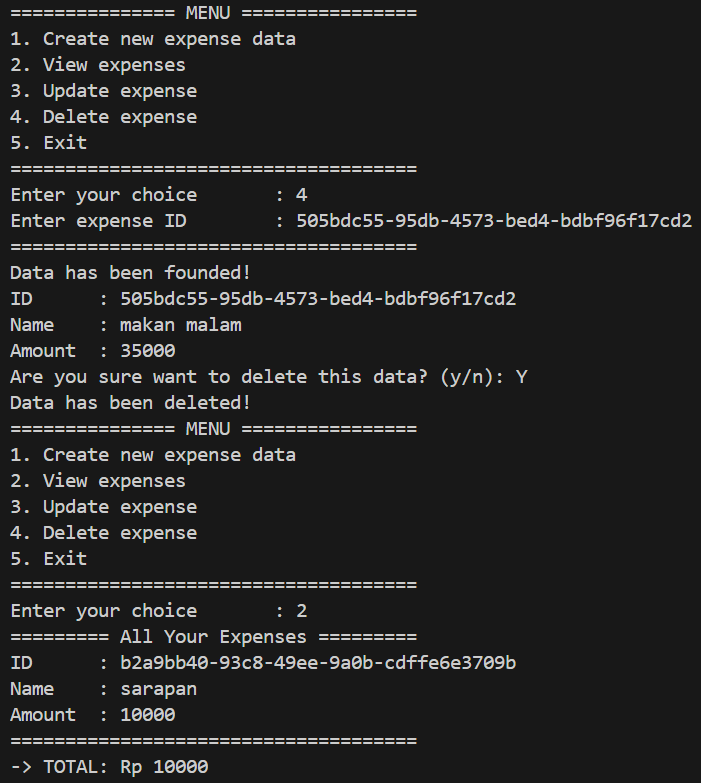 =============== MENU ================
1. Create new expense data
2. View expenses
3. Update expense
4. Delete expense
5. Exit
=====================================
Enter your choice       : 4
Enter expense ID        : 505bdc55-95db-4573-bed4-bdbf96f17cd2
=====================================
Data has been founded!
ID      : 505bdc55-95db-4573-bed4-bdbf96f17cd2
Name    : makan malam
Amount  : 35000
Are you sure want to delete this data? (y/n): Y
Data has been deleted!
=============== MENU ================
1. Create new expense data
2. View expenses
3. Update expense
4. Delete expense
5. Exit
=====================================
Enter your choice       : 2
========= All Your Expenses =========
ID      : b2a9bb40-93c8-49ee-9a0b-cdffe6e3709b
Name    : sarapan
Amount  : 10000
=====================================
-> TOTAL: Rp 10000